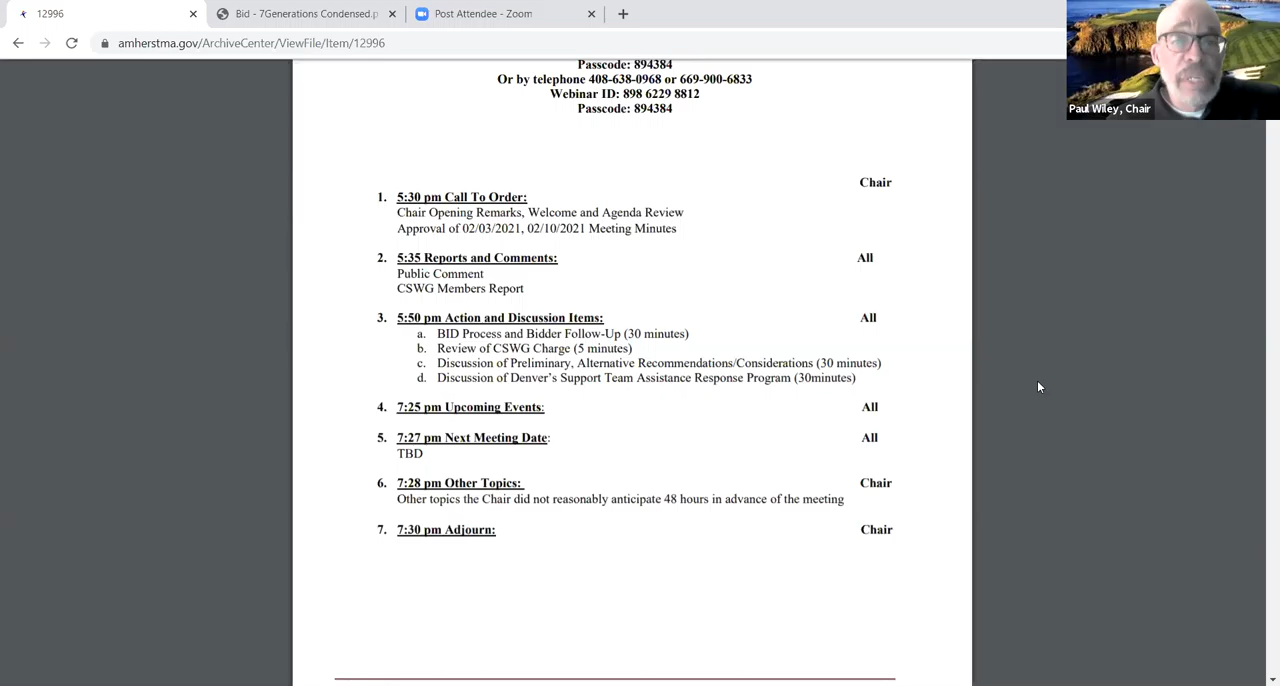 12996
Bid - 7Generations Condensed.p
Post Attendee - Zoom
amherstma.gov/ArchiveCenter/ViewFile/Item/12996
Paul Wiley, Chair
Passcode: 894384
Or by telephone 408-638-0968 or 669-900-6833
Webinar ID: 898 6229 8812
Passcode: 894384
Chair
1. 5:30 pm Call To Order:
Chair Opening Remarks, Welcome and Agenda Review
Approval of 02/03/2021, 02/10/2021 Meeting Minutes
2. 5:35 Reports and Comments: All
Public Comment
CSWG Members Report
3. 5:50 pm Action and Discussion Items: All
a. BID Process and Bidder Follow-Up (30 minutes)
b. Review of CSWG Charge (5 minutes)
c. Discussion of Preliminary, Alternative Recommendations/Considerations (30 minutes)
d. Discussion of Denver's Support Team Assistance Response Program (30minutes)
4. 7:25 pm Upcoming Events: All
5. 7:27 pm Next Meeting Date: All
TBD
6. 7:28 pm Other Topics: Chair
Other topics the Chair did not reasonably anticipate 48 hours in advance of the meeting
7. 7:30 pm Adjourn: Chair